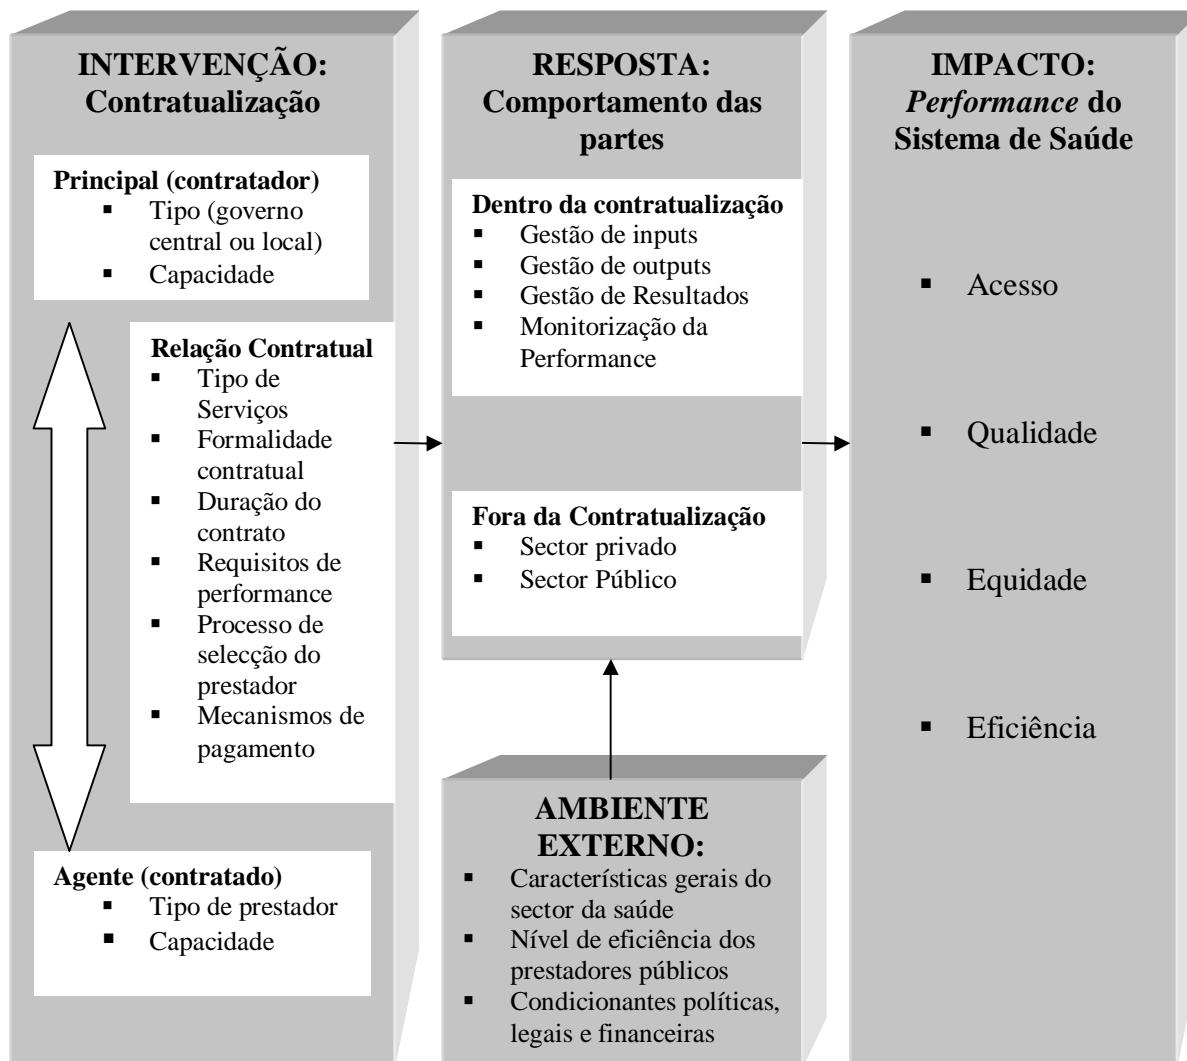 INTERVENÇÃO:
Contratualização
Principal (contratador)
▪ Tipo (governo
central ou local)
▪ Capacidade
Relação Contratual
▪ Tipo de
Serviços
▪ Formalidade
contratual
▪ Duração do
contrato
▪ Requisitos de
performance
▪ Processo de
selecção do
prestador
▪ Mecanismos de
pagamento
Agente (contratado)
▪ Tipo de prestador
▪ Capacidade
RESPOSTA:
Comportamento das
partes
Dentro da contratualização
▪ Gestão de inputs
▪ Gestão de outputs
▪ Gestão de Resultados
▪ Monitorização da
Performance
Fora da Contratualização
▪ Sector privado
▪ Sector Público
AMBIENTE
EXTERNO:
▪ Características gerais do
sector da saúde
▪ Nível de eficiência dos
prestadores públicos
▪ Condicionantes políticas,
legais e financeiras
IMPACTO:
Performance do
Sistema de Saúde
▪ Acesso
▪ Qualidade
▪ Equidade
▪ Eficiência